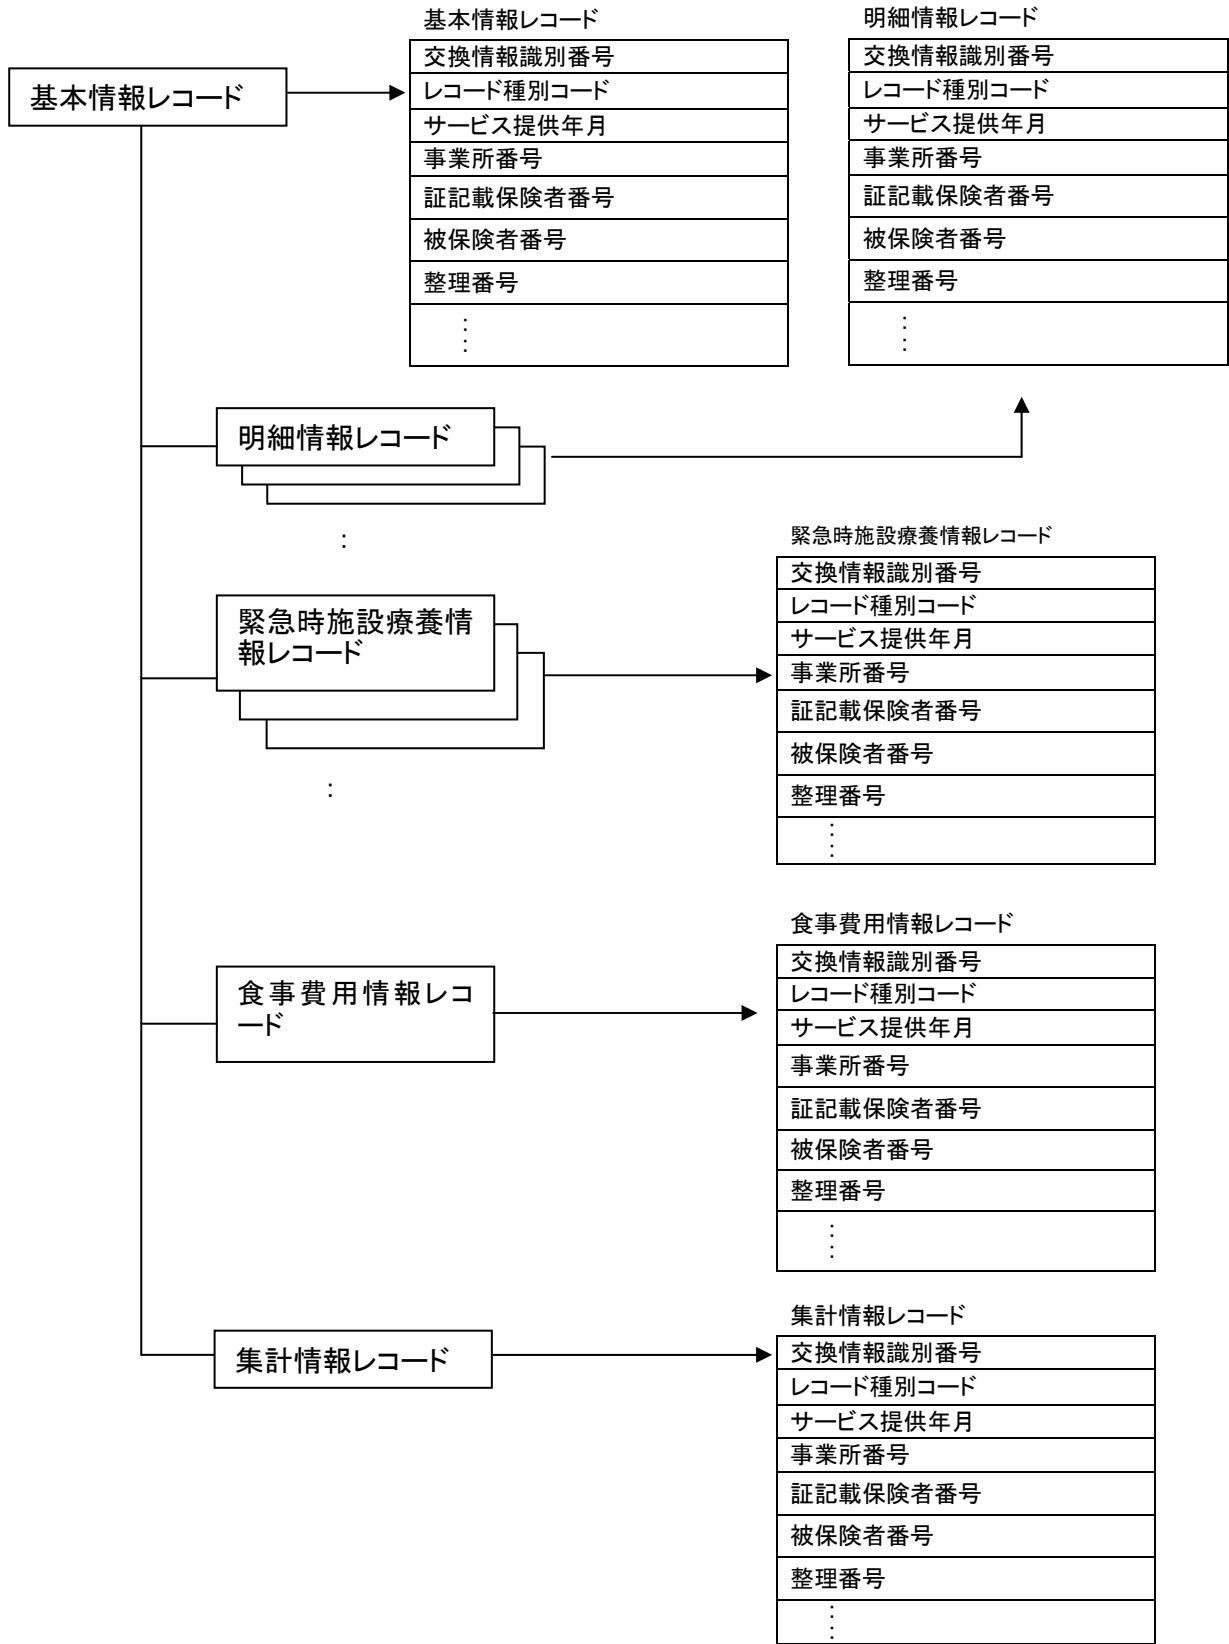 基本情報レコード
基本情報レコード
交換情報識別番号
レコード種別コード
サービス提供年月
事業所番号
証記載保険者番号
被保険者番号
整理番号
：
：
明細情報レコード
交換情報識別番号
レコード種別コード
サービス提供年月
事業所番号
証記載保険者番号
被保険者番号
整理番号
：
：
明細情報レコード
：
緊急時施設療養情
報レコード
：
緊急時施設療養情報レコード
交換情報識別番号
レコード種別コード
サービス提供年月
事業所番号
証記載保険者番号
被保険者番号
整理番号
：
：
食事費用情報レコ
ード
食事費用情報レコード
交換情報識別番号
レコード種別コード
サービス提供年月
事業所番号
証記載保険者番号
被保険者番号
整理番号
：
：
集計情報レコード
集計情報レコード
交換情報識別番号
レコード種別コード
サービス提供年月
事業所番号
証記載保険者番号
被保険者番号
整理番号
：
：